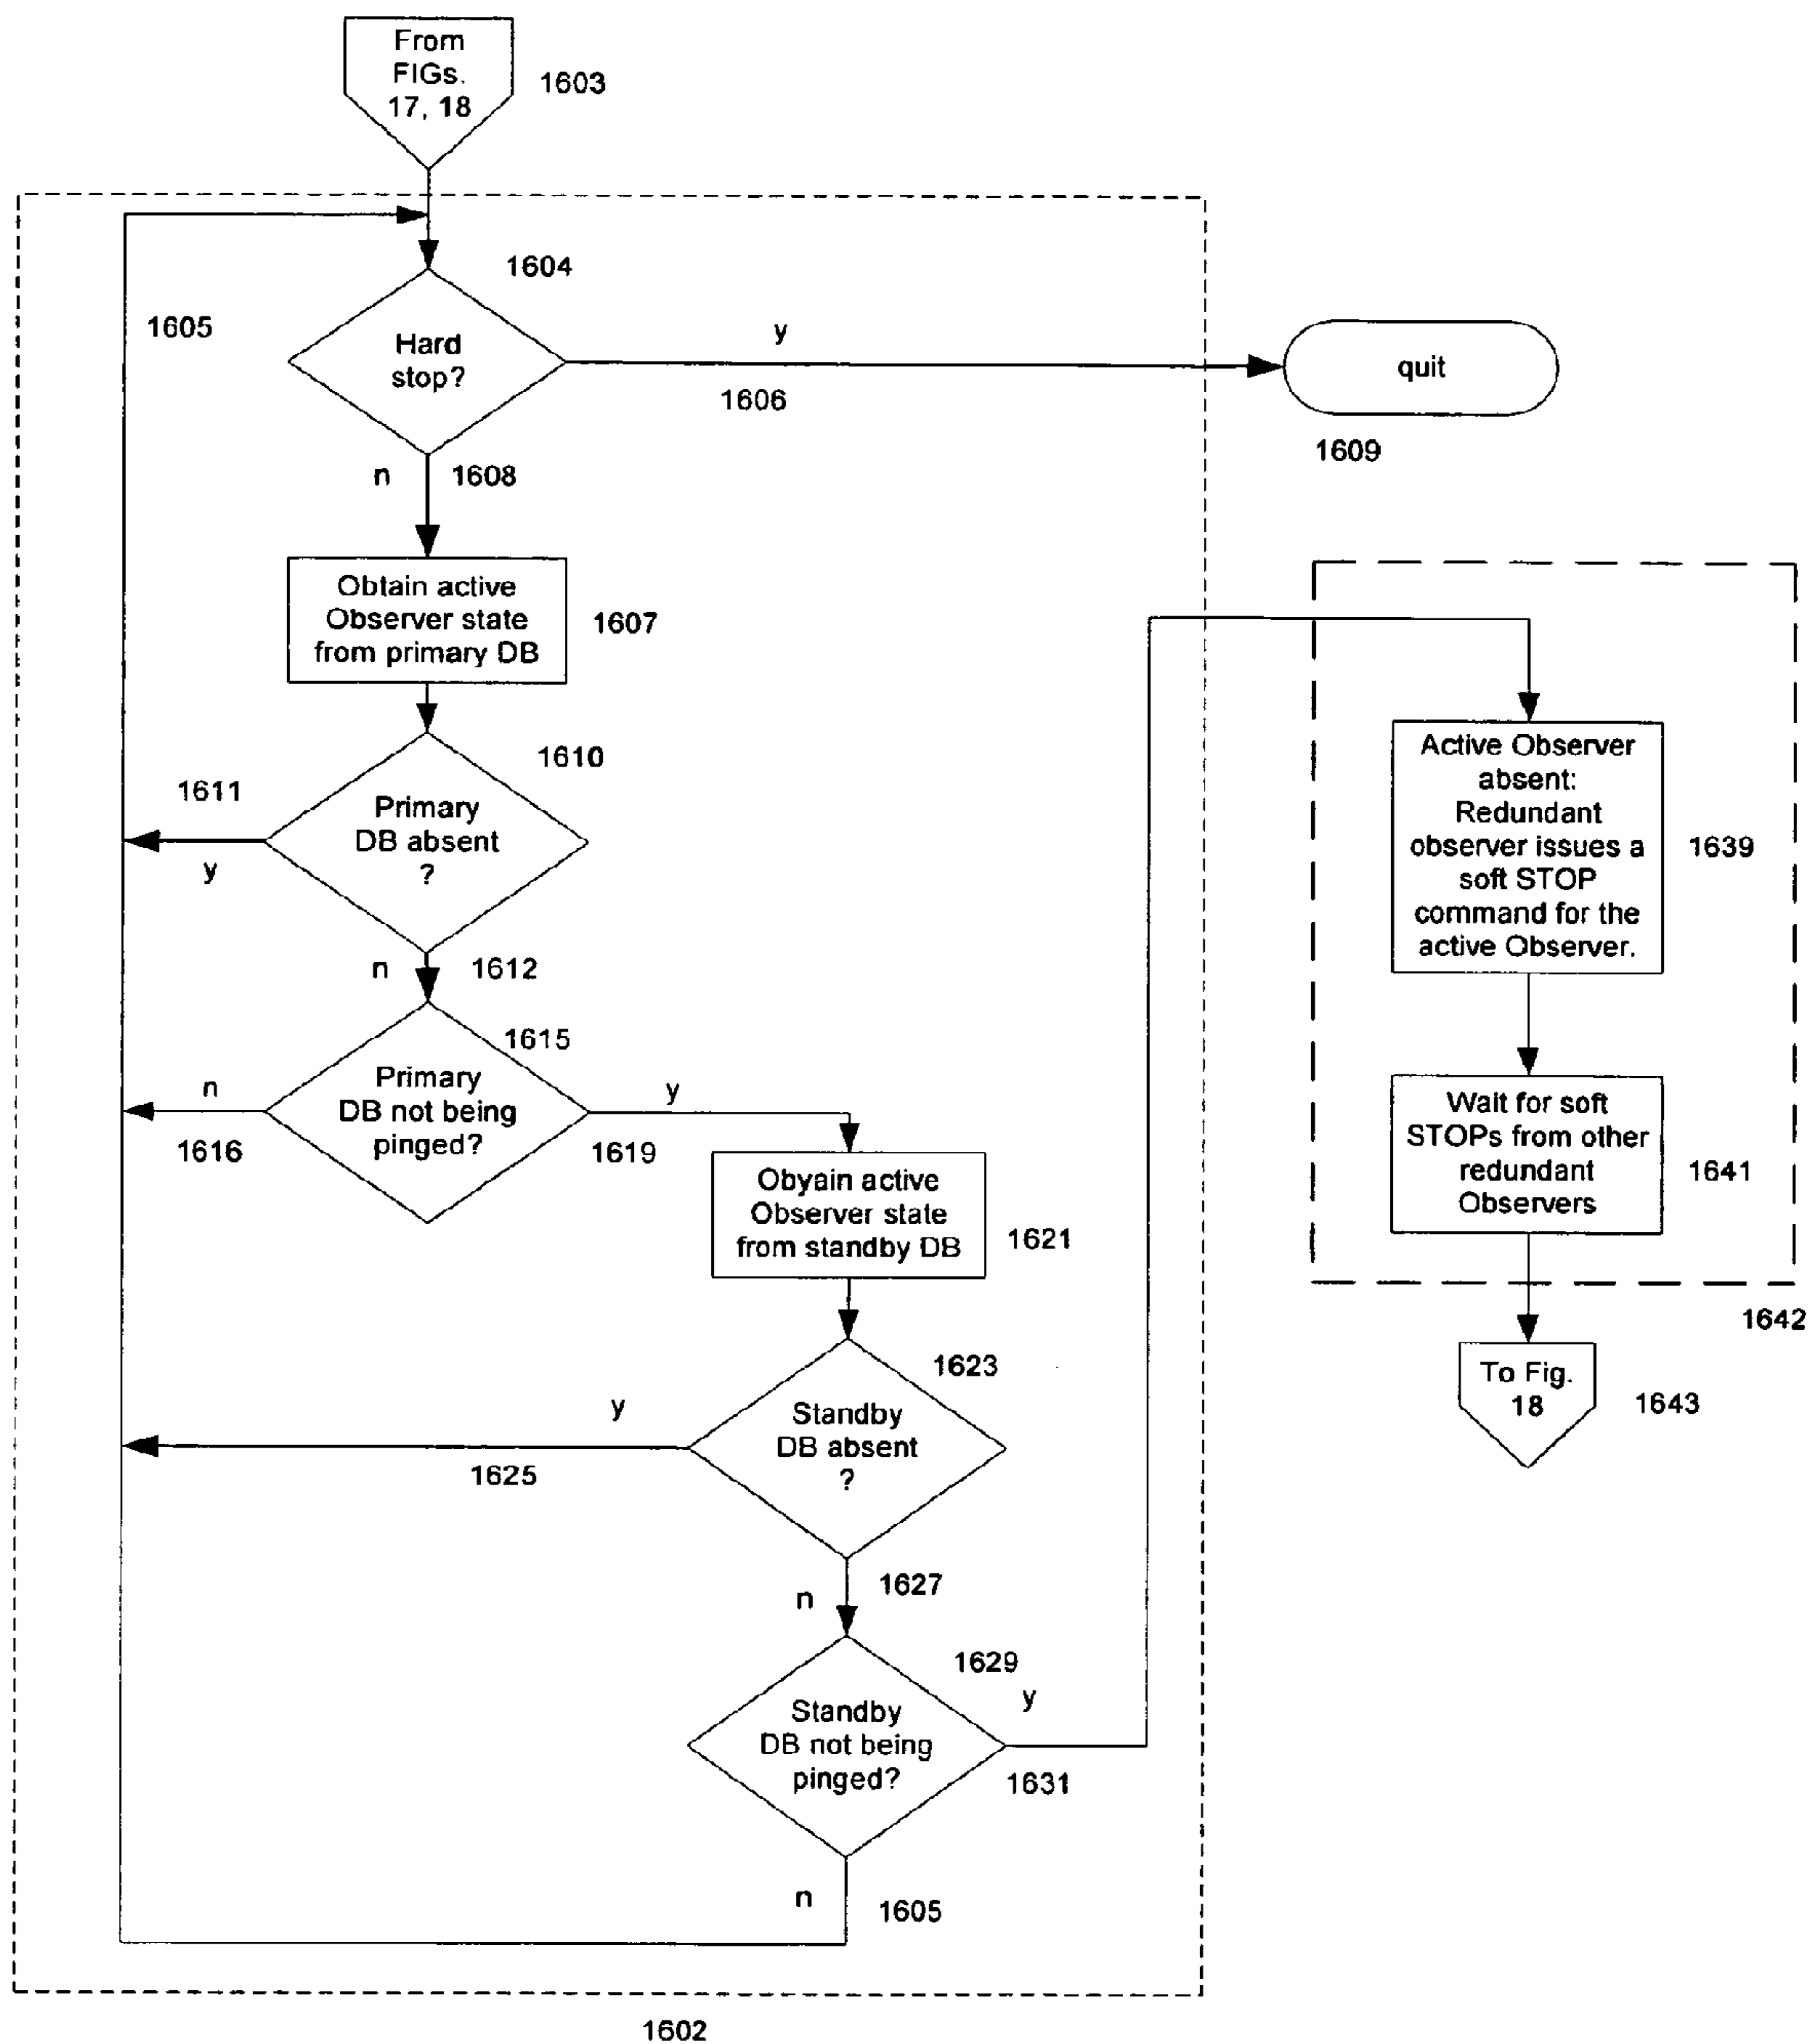 From
FIGs.
17, 18
1603
1604
1605
Hard
stop?
y
1606
quit
1609
n
1608
Obtain active
Observer state
from primary DB
1607
1610
1611
Primary
DB absent
?
y
n
1612
1615
Primary
DB not being
pinged?
n
1616
y
1619
Obyain active
Observer state
from standby DB
1621
1623
Standby
DB absent
?
y
1625
n
1627
1629
Standby
DB not being
pinged?
y
1631
n
1605
1602
Active Observer
absent:
Redundant
observer issues a
soft STOP
command for the
active Observer.
1639
Wait for soft
STOPs from other
redundant
Observers
1641
1642
To Fig.
18
1643